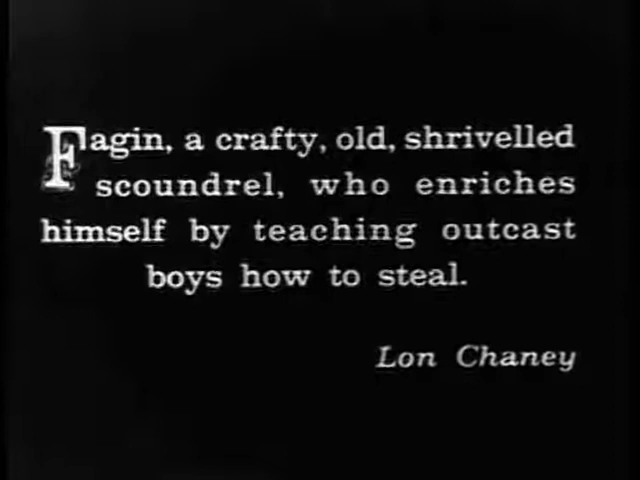 Fagin, a crafty, old, shrivelled
scoundrel, who enriches
himself by teaching outcast
boys how to steal.
Lon Chaney